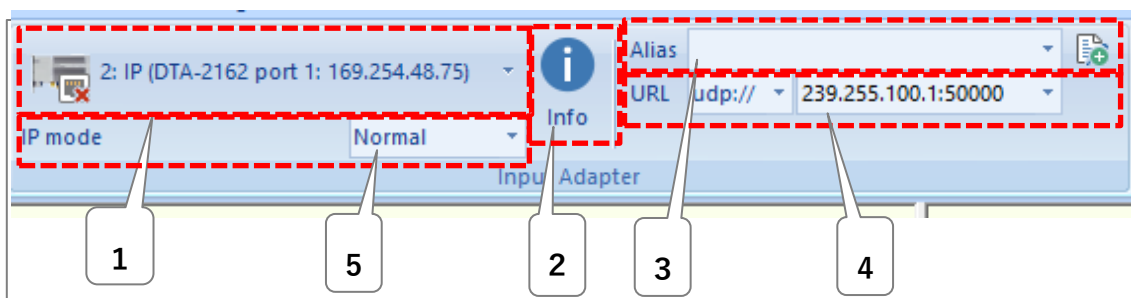 2: IP (DTA-2162 port 1: 169.254.48.75)
IP mode
Normal
Info
Alias
URL
udp://
239.255.100.1:50000
Input Adapter
1
5
2
3
4